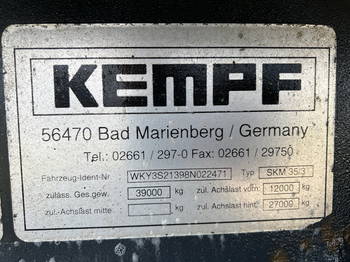 KEMPF
56470 Bad Marienberg / Germany
Tel.: 02661 / 297-0 Fax: 02661 / 29750
Fahrzeug-Ident-Nr. WKY3S21398N022471 Typ SKM 35/3
zuläss. Ges.gew. 39000 kg zul. Achslast vorn: 12000 kg
zul.-Achslast mitte kg zul. Achslast hint.: 27000 kg